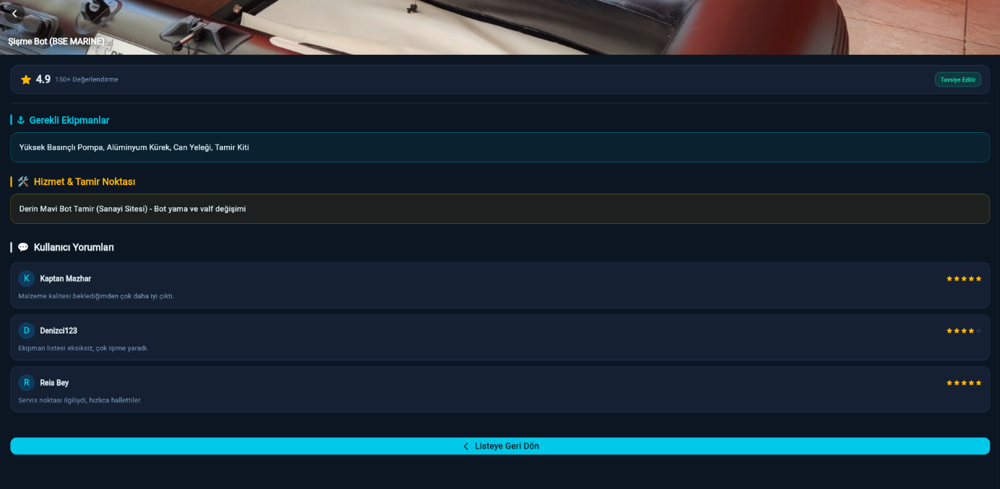 Şişme Bot (BSE MARINE)
4.9 150+ Değerlendirme
Tavsiye Edilir
Gerekli Ekipmanlar
Yüksek Basınçlı Pompa, Alüminyum Kürek, Can Yeleği, Tamir Kiti
Hizmet & Tamir Noktası
Derin Mavi Bot Tamir (Sanayi Sitesi) - Bot yama ve valf değişimi
Kullanıcı Yorumları
K Kaptan Mazhar
Malzeme kalitesi beklediğimden çok daha iyi çıktı.
D Denizci123
Ekipman listesi eksiksiz, çok işime yaradı.
R Reis Bey
Servis noktası ilgiliydi, hızlıca hallettiler.
Listeye Geri Dön